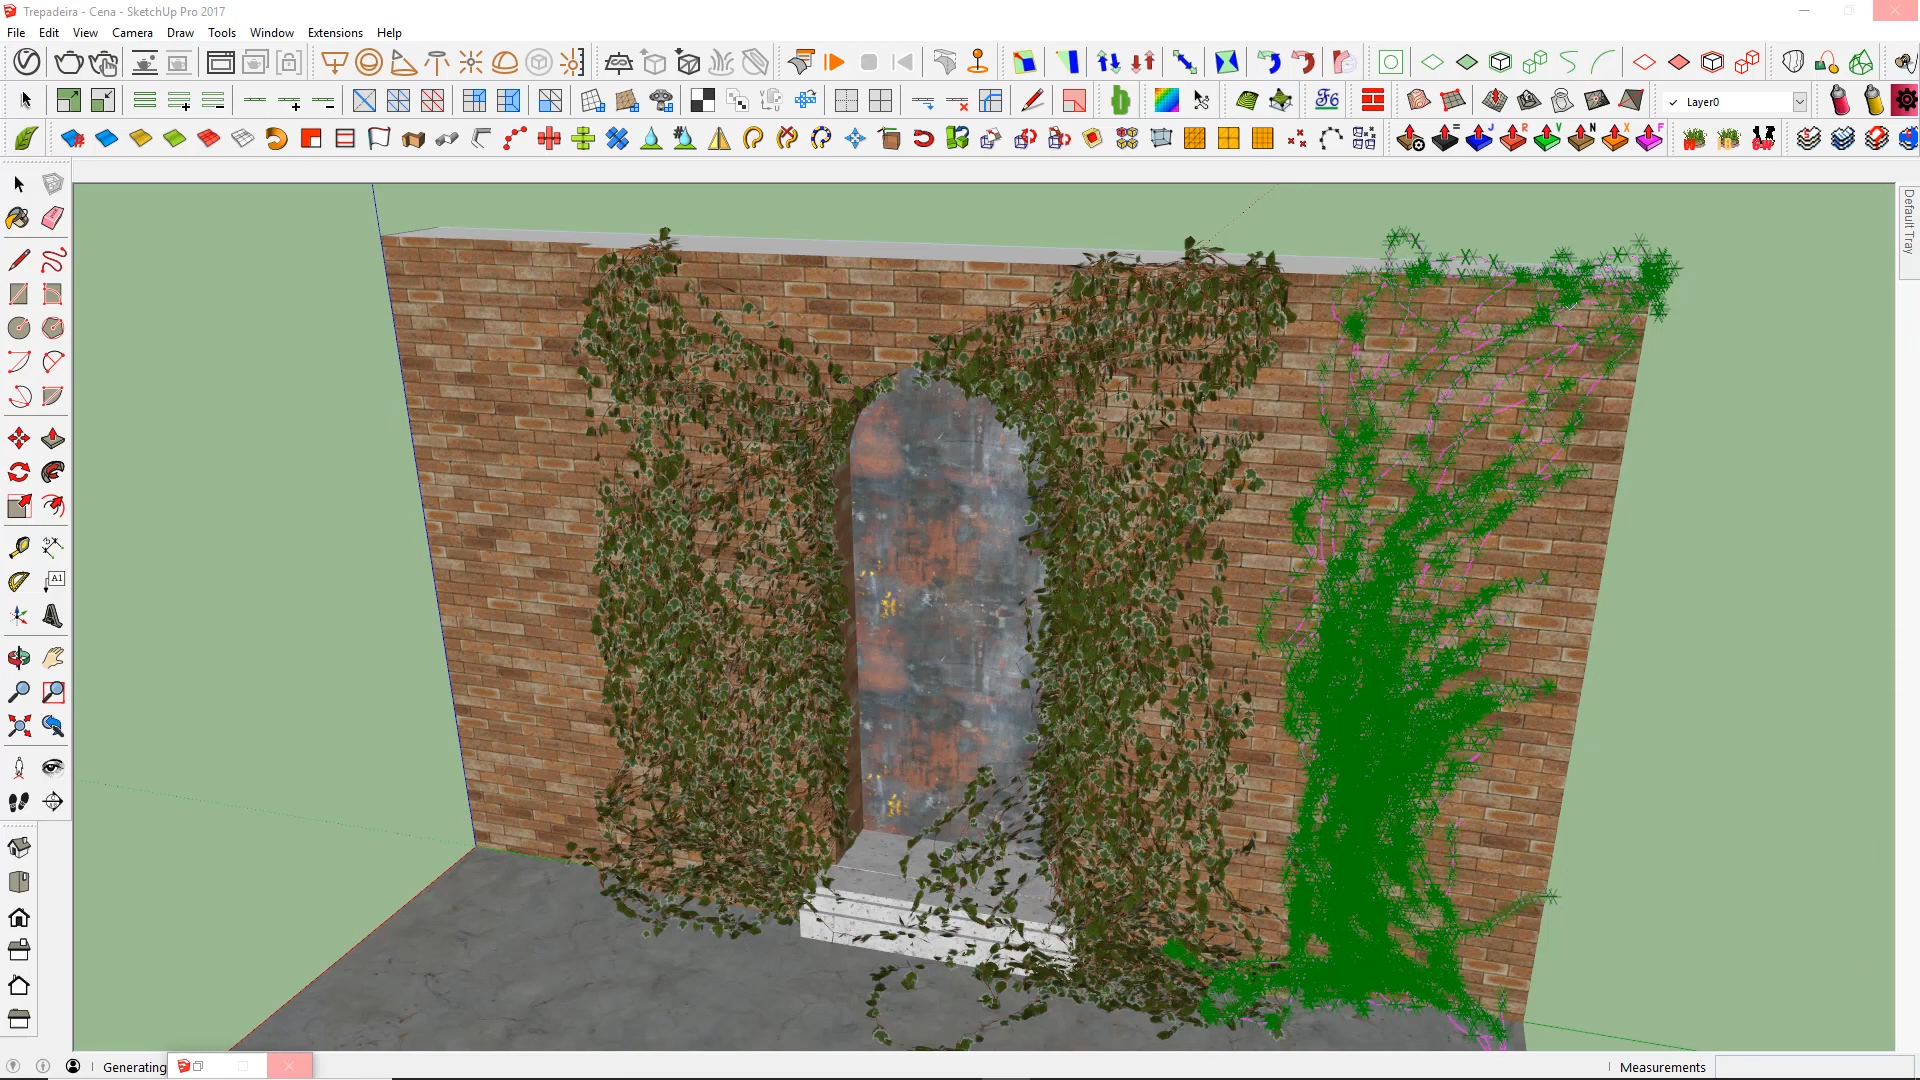 Trepadeira - Cena - SketchUp Pro 2017
File Edit View Camera Draw Tools Window Extensions Help
Layer0
Default Tray
Generating
Measurements